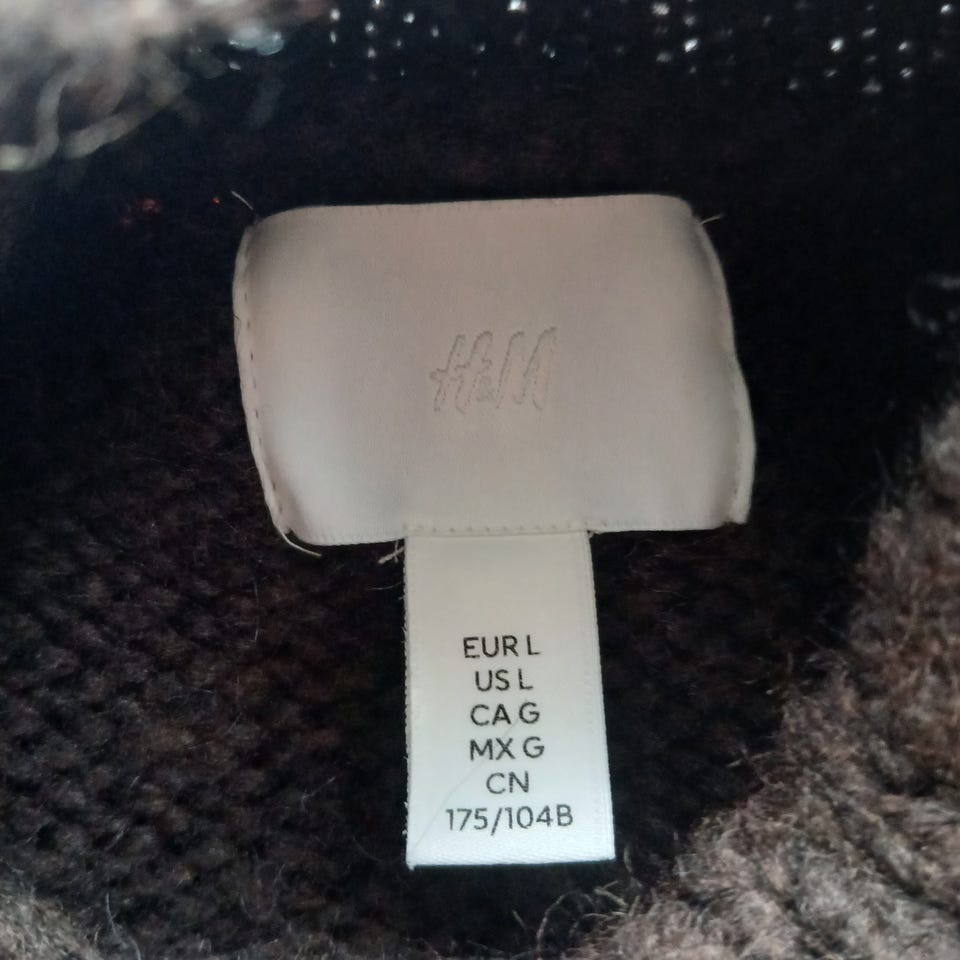 H&M
EUR L
US L
CA G
MX G
CN
175/104B